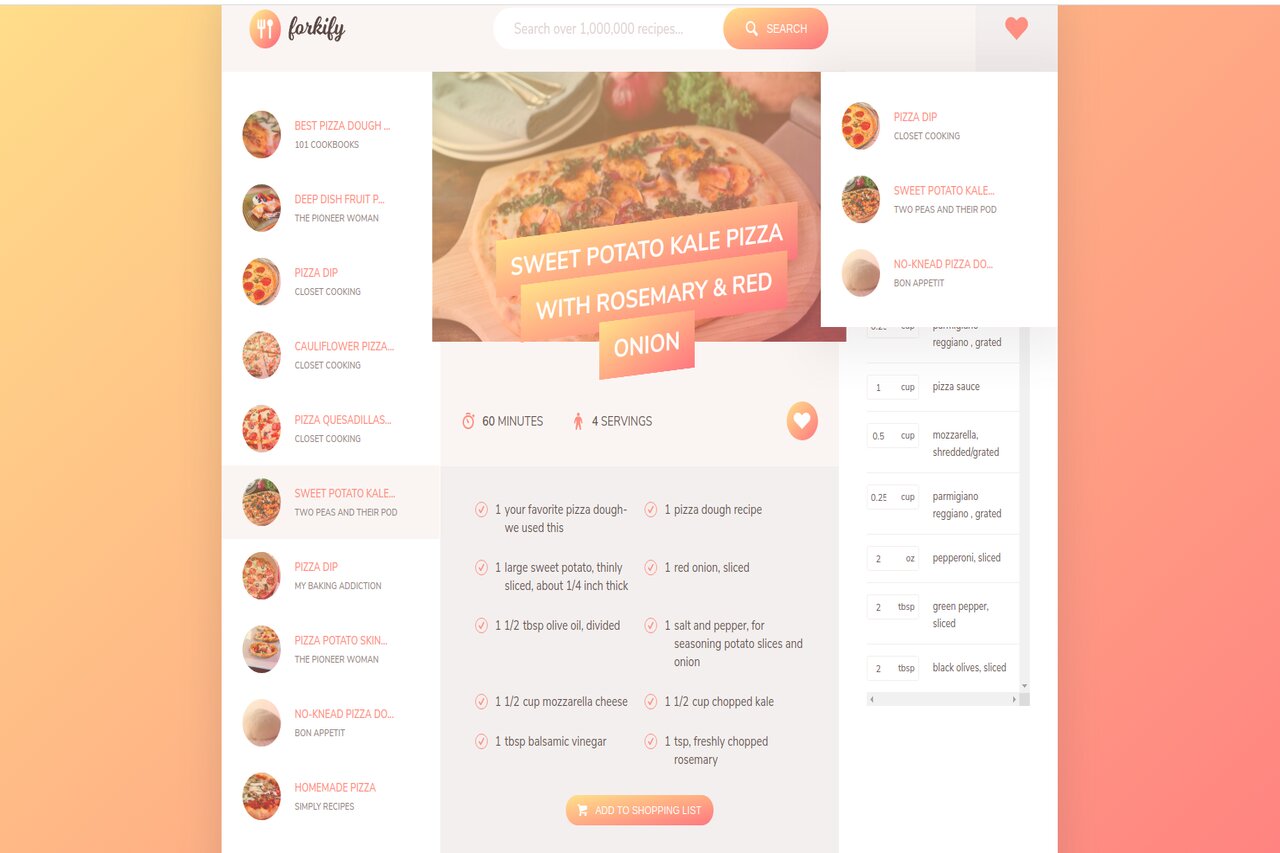 forkify
Search over 1,000,000 recipes...
SEARCH
BEST PIZZA DOUGH ...
101 COOKBOOKS
DEEP DISH FRUIT P...
THE PIONEER WOMAN
PIZZA DIP
CLOSET COOKING
CAULIFLOWER PIZZA...
CLOSET COOKING
PIZZA QUESADILLAS...
CLOSET COOKING
SWEET POTATO KALE...
TWO PEAS AND THEIR POD
PIZZA DIP
MY BAKING ADDICTION
PIZZA POTATO SKIN...
THE PIONEER WOMAN
NO-KNEAD PIZZA DO...
BON APPETIT
HOMEMADE PIZZA
SIMPLY RECIPES
SWEET POTATO KALE PIZZA
WITH ROSEMARY & RED
ONION
60 MINUTES
4 SERVINGS
1 your favorite pizza dough-
we used this
1 pizza dough recipe
1 large sweet potato, thinly
sliced, about 1/4 inch thick
1 red onion, sliced
1 1/2 tbsp olive oil, divided
1 salt and pepper, for
seasoning potato slices and
onion
1 1/2 cup mozzarella cheese
1 1/2 cup chopped kale
1 tbsp balsamic vinegar
1 tsp, freshly chopped
rosemary
ADD TO SHOPPING LIST
PIZZA DIP
CLOSET COOKING
SWEET POTATO KALE...
TWO PEAS AND THEIR POD
NO-KNEAD PIZZA DO...
BON APPETIT
cup parmigiano
reggiano , grated
1 cup pizza sauce
0.5 cup mozzarella,
shredded/grated
0.25 cup parmigiano
reggiano , grated
2 oz pepperoni, sliced
2 tbsp green pepper,
sliced
2 tbsp black olives, sliced